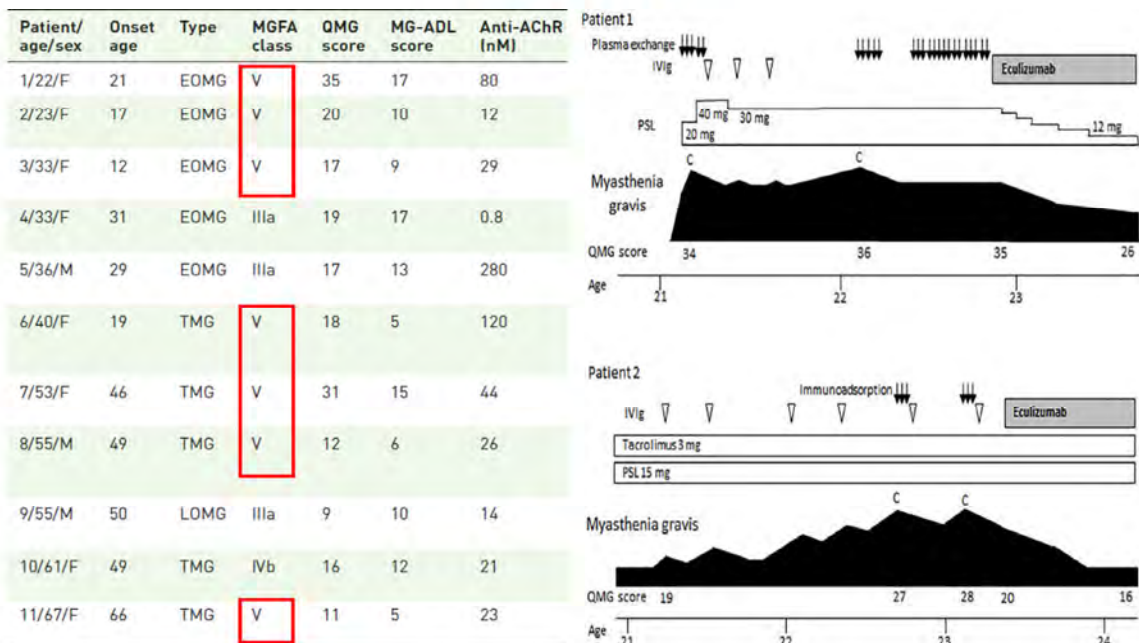 Patient/age/sex Onset age Type MGFA class QMG score MG-ADL score Anti-AChR (nM)
1/22/F 21 EOMG V 35 17 80
2/23/F 17 EOMG V 20 10 12
3/33/F 12 EOMG V 17 9 29
4/33/F 31 EOMG IIIa 19 17 0.8
5/36/M 29 EOMG IIIa 17 13 280
6/40/F 19 TMG V 18 5 120
7/53/F 46 TMG V 31 15 44
8/55/M 49 TMG V 12 6 26
9/55/M 50 LOMG IIIa 9 10 14
10/61/F 49 TMG IVb 16 12 21
11/67/F 66 TMG V 11 5 23
Patient 1
Plasma exchange
IVIg
Eculizumab
PSL
20 mg 40 mg 30 mg 12 mg
C C
Myasthenia gravis
QMG score 34 36 35 26
Age 21 22 23
Patient 2
Immunoadsorption
IVIg
Eculizumab
Tacrolimus 3 mg
PSL 15 mg
C C
Myasthenia gravis
QMG score 19 27 28 20 16
Age 21 22 23 24